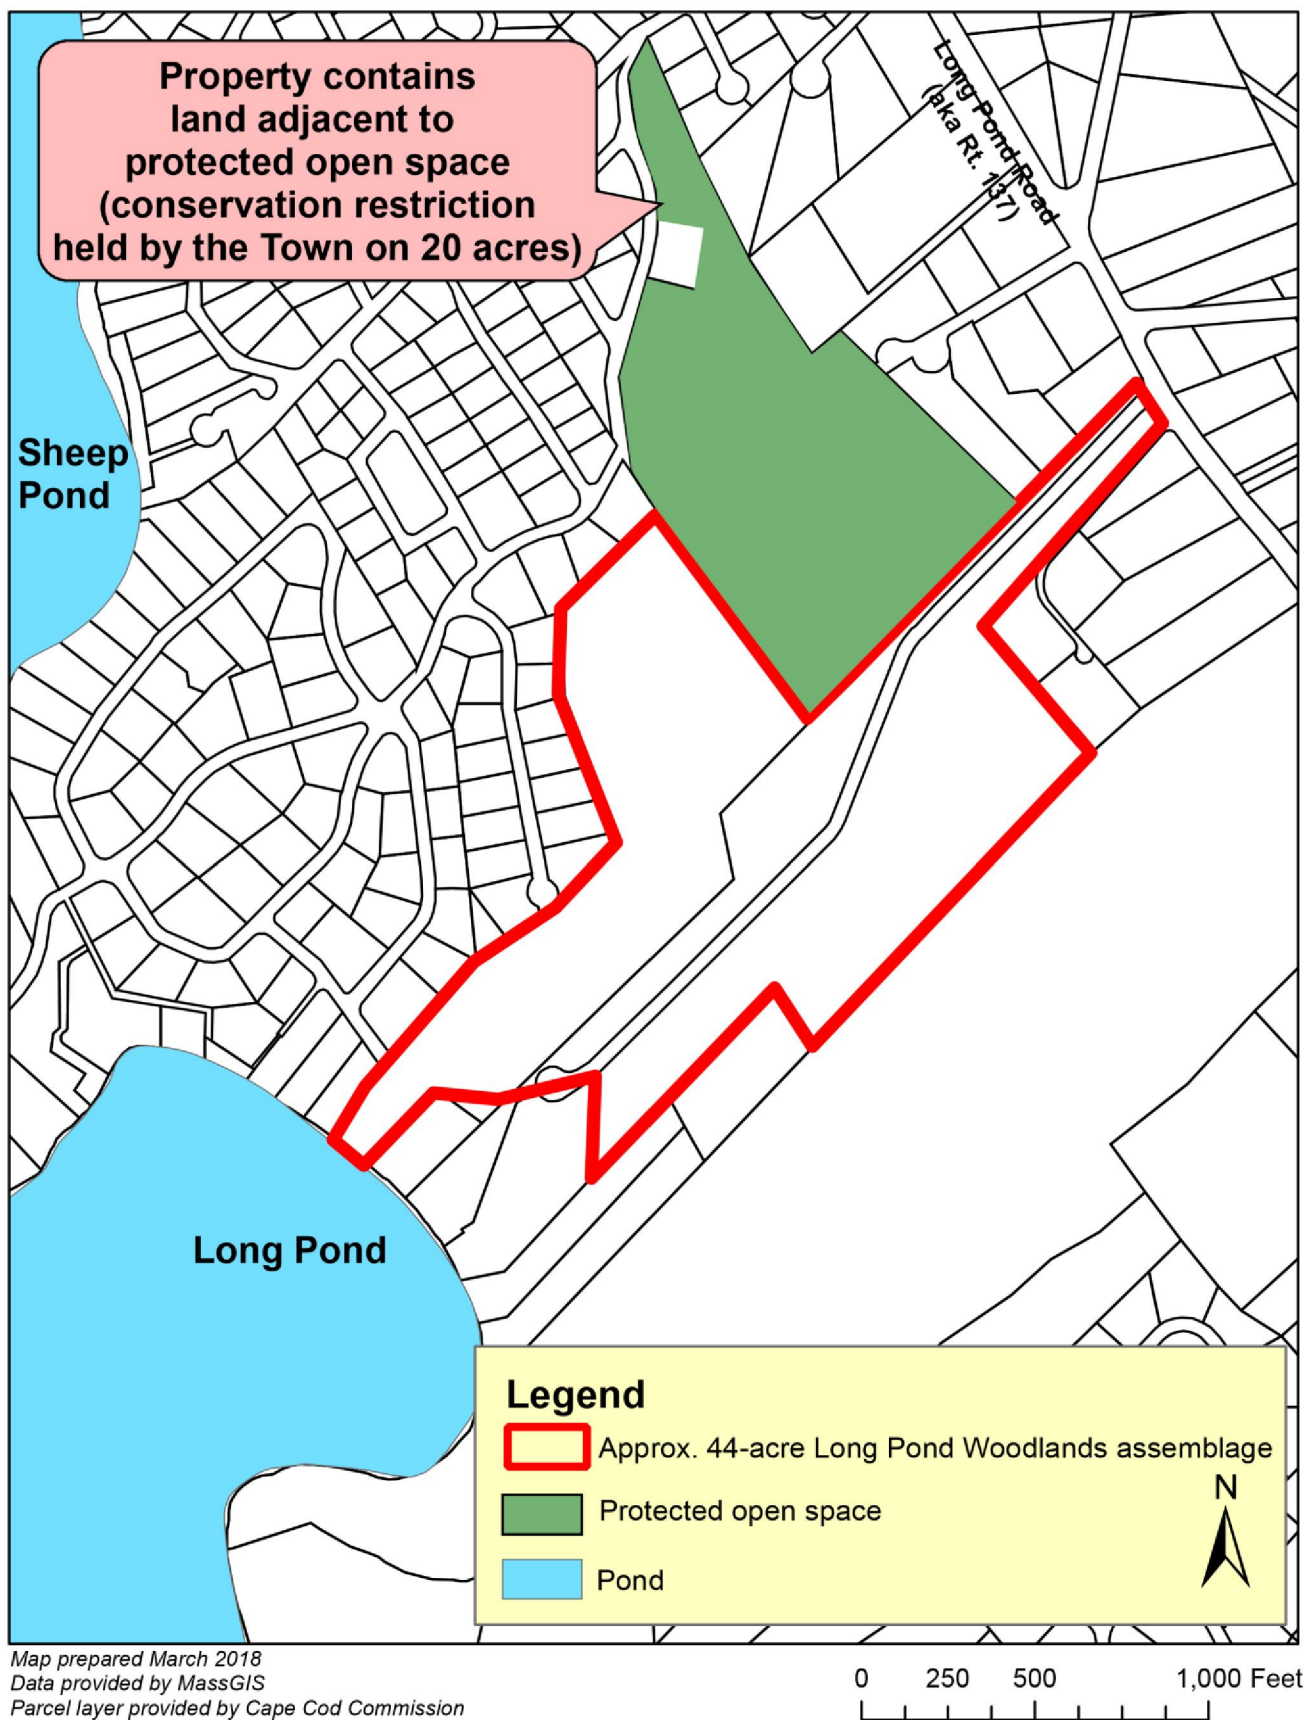 Property contains
land adjacent to
protected open space
(conservation restriction
held by the Town on 20 acres)
Long Pond Road
(aka Rt. 137)
Sheep
Pond
Long Pond
Legend
Approx. 44-acre Long Pond Woodlands assemblage
Protected open space
Pond
N
Map prepared March 2018
Data provided by MassGIS
Parcel layer provided by Cape Cod Commission
0 250 500 1,000 Feet